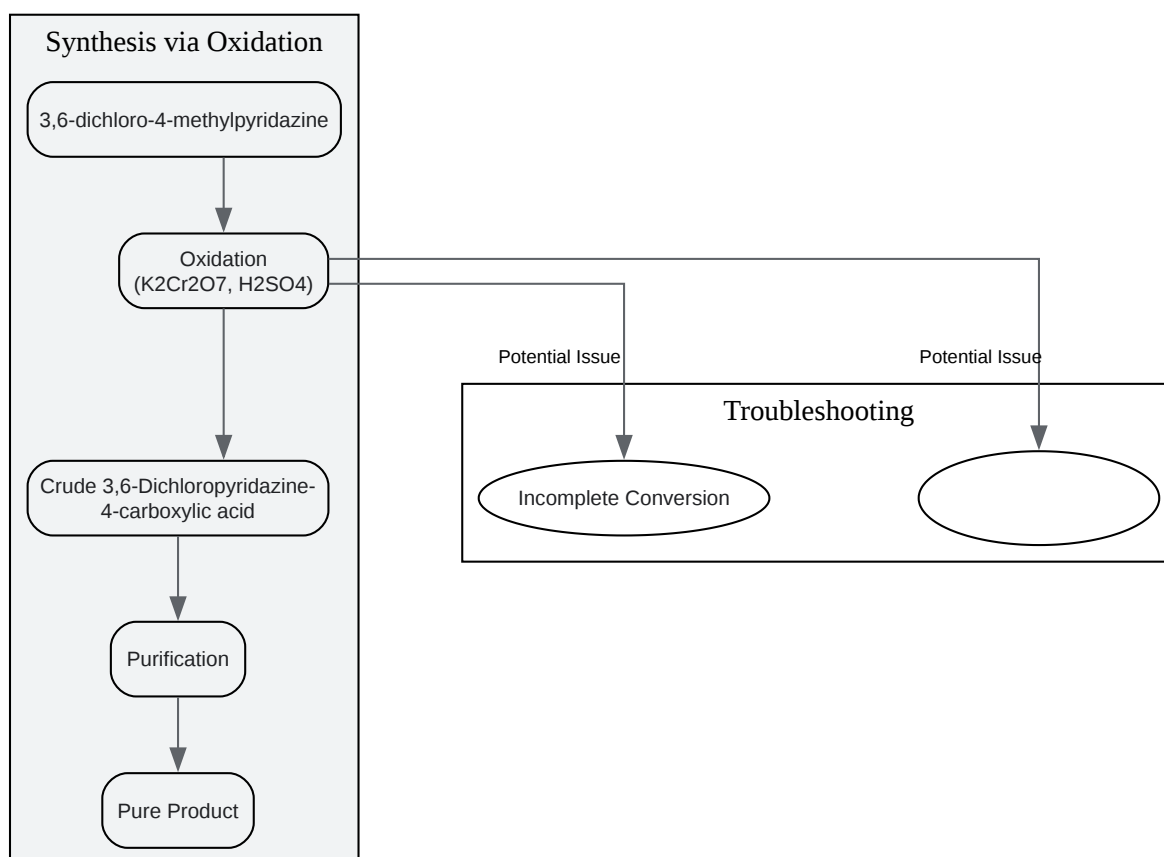 Synthesis via Oxidation
3,6-dichloro-4-methylpyridazine
Oxidation
(K2Cr2O7, H2SO4)
Potential Issue
Potential Issue
Troubleshooting
Crude 3,6-Dichloropyridazine-
4-carboxylic acid
Incomplete Conversion
Purification
Pure Product